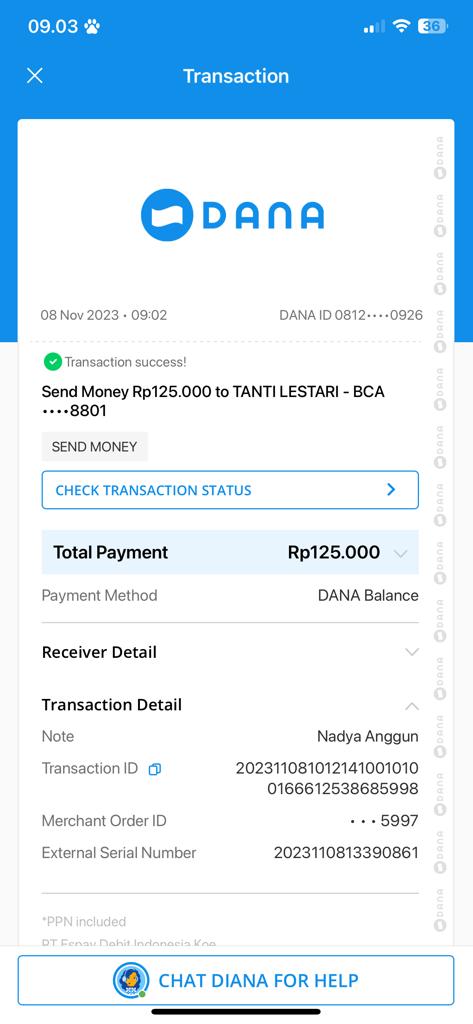 09.03
36
Transaction
DANA
08 Nov 2023 • 09:02
DANA ID 0812••••0926
Transaction success!
Send Money Rp125.000 to TANTI LESTARI - BCA
••••8801
SEND MONEY
CHECK TRANSACTION STATUS
Total Payment
Rp125.000
Payment Method
DANA Balance
Receiver Detail
Transaction Detail
Note
Nadya Anggun
Transaction ID
202311081012141001010
0166612538685998
Merchant Order ID
• • • 5997
External Serial Number
2023110813390861
*PPN included
PT Espay Debit Indonesia Koe
CHAT DIANA FOR HELP